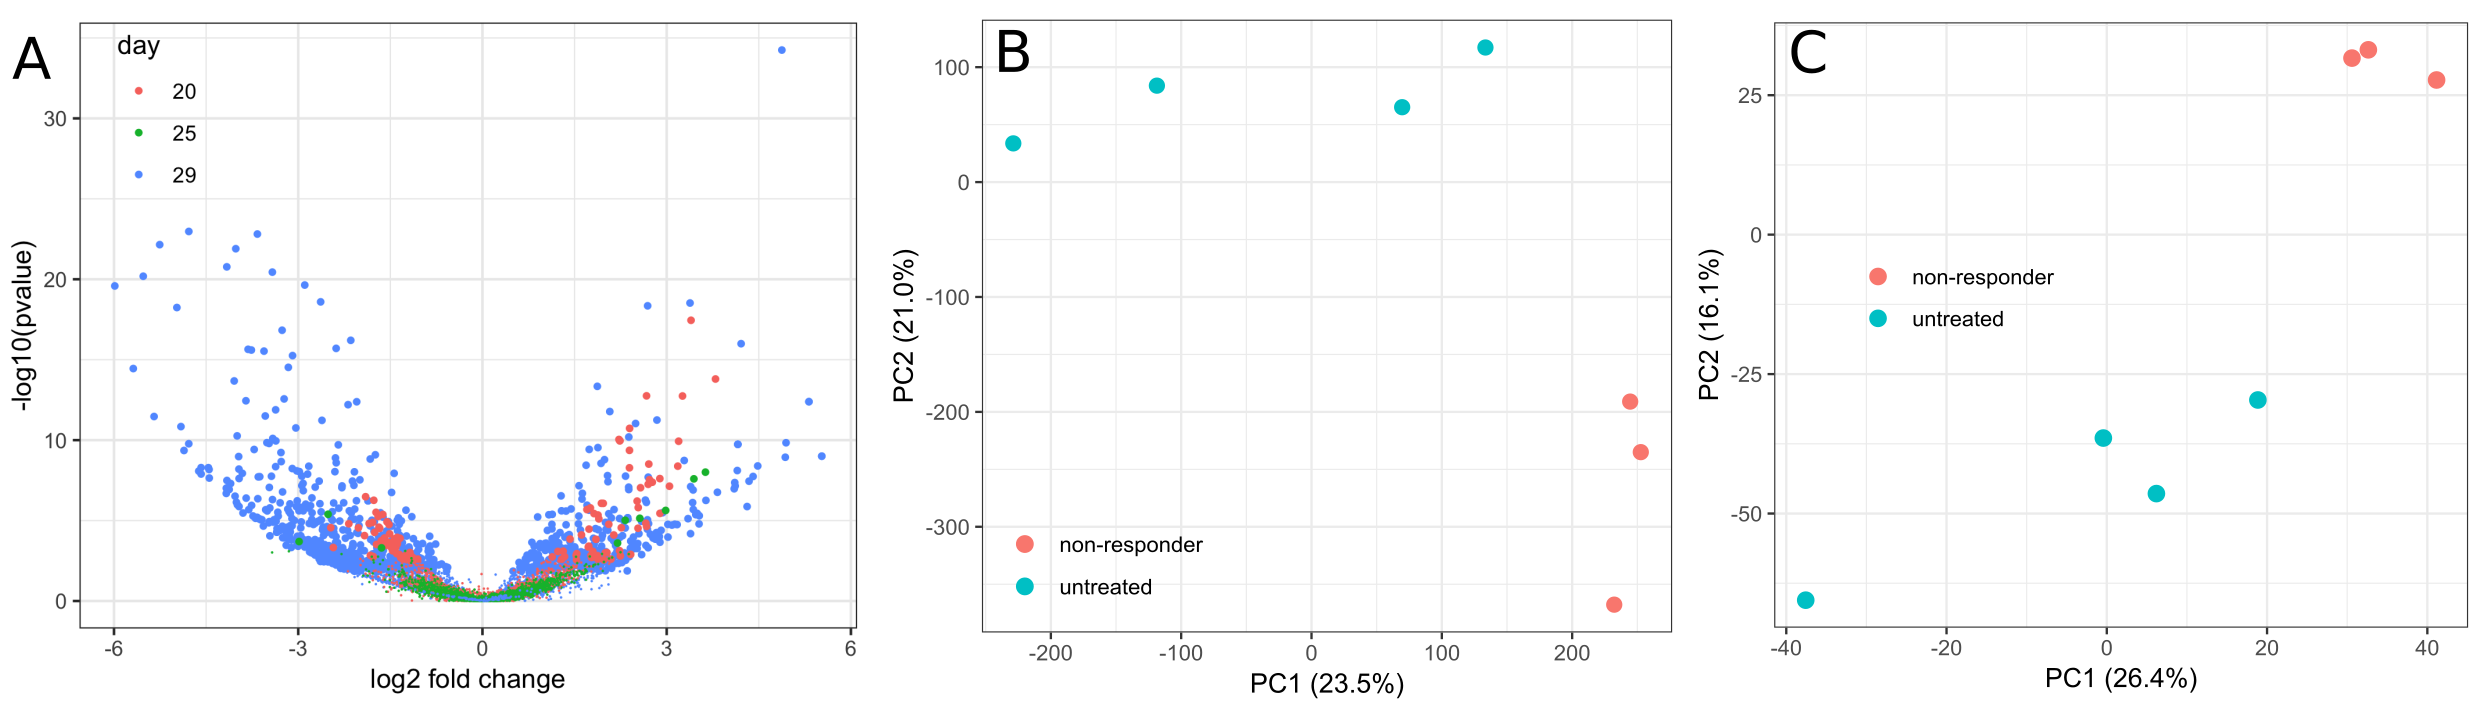 A
day
20
25
29
30
20
10
0
-log10(pvalue)
-6
-3
0
3
6
log2 fold change
B
100
0
-100
-200
-300
PC2 (21.0%)
non-responder
untreated
-200
-100
0
100
200
PC1 (23.5%)
C
25
0
-25
-50
PC2 (16.1%)
non-responder
untreated
-40
-20
0
20
40
PC1 (26.4%)